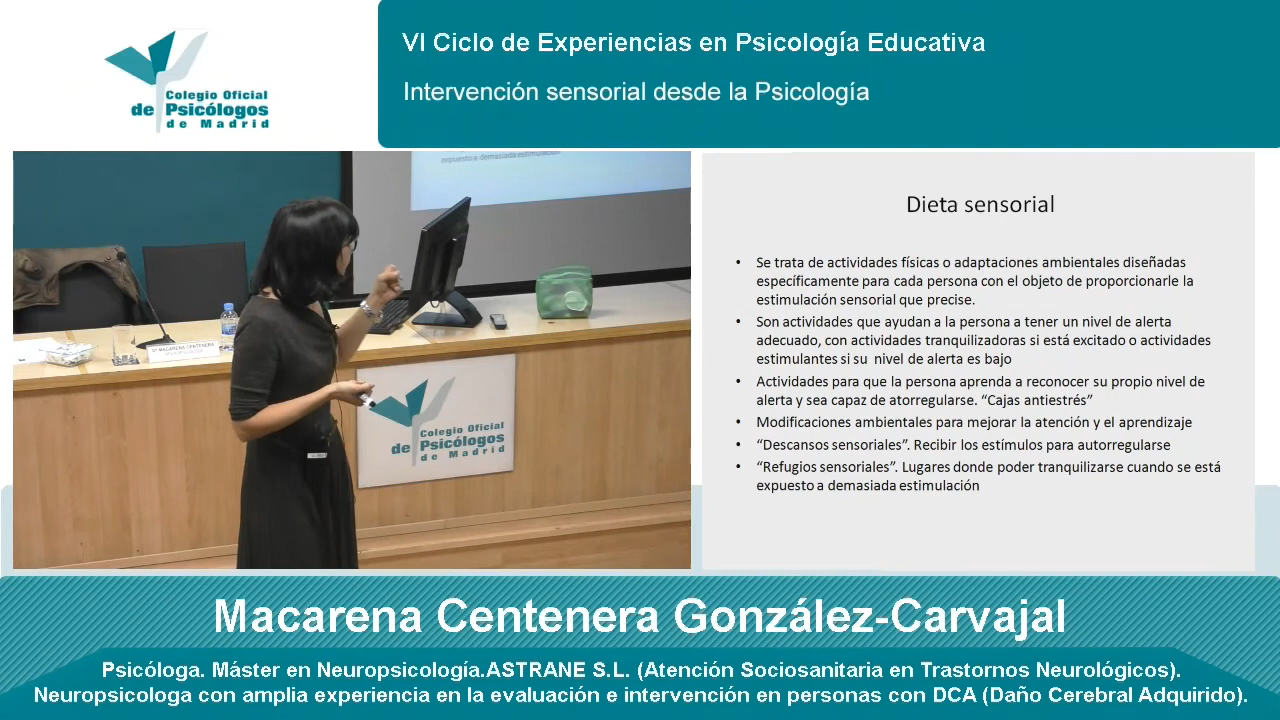 Colegio Oficial
de Psicólogos
de Madrid
VI Ciclo de Experiencias en Psicología Educativa
Intervención sensorial desde la Psicología
expuesto a demasiada estimulación
Dª MACARENA CENTENERA
Colegio Oficial
de Psicólogos
de Madrid
Dieta sensorial
• Se trata de actividades físicas o adaptaciones ambientales diseñadas
específicamente para cada persona con el objeto de proporcionarle la
estimulación sensorial que precise.
• Son actividades que ayudan a la persona a tener un nivel de alerta
adecuado, con actividades tranquilizadoras si está excitado o actividades
estimulantes si su nivel de alerta es bajo
• Actividades para que la persona aprenda a reconocer su propio nivel de
alerta y sea capaz de atorregularse. “Cajas antiestrés”
• Modificaciones ambientales para mejorar la atención y el aprendizaje
• “Descansos sensoriales”. Recibir los estímulos para autorregularse
• “Refugios sensoriales”. Lugares donde poder tranquilizarse cuando se está
expuesto a demasiada estimulación
Macarena Centenera González-Carvajal
Psicóloga. Máster en Neuropsicología.ASTRANE S.L. (Atención Sociosanitaria en Trastornos Neurológicos).
Neuropsicologa con amplia experiencia en la evaluación e intervención en personas con DCA (Daño Cerebral Adquirido).